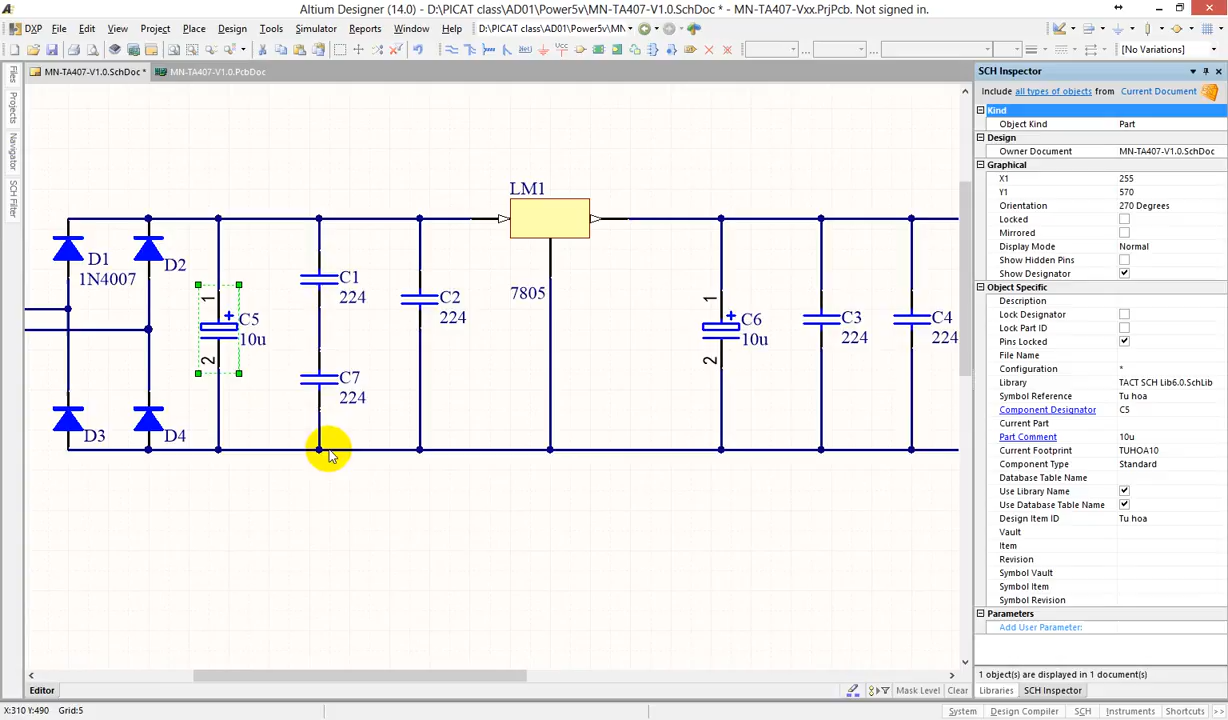 Altium Designer (14.0) - D:\PICAT class\AD01\Power5v\MN-TA407-V1.0.SchDoc * - MN-TA407-Vxx.PrjPcb. Not signed in.
DXP File Edit View Project Place Design Tools Simulator Reports Window Help D:\PICAT class\AD01\Power5v\MN
[No Variations]
MN-TA407-V1.0.SchDoc *
MN-TA407-V1.0.PcbDoc
Files
Projects
Navigator
SCH Filter
LM1
D1
1N4007
D2
1
C5
10u
2
C1
224
C2
224
7805
1
C6
10u
2
C3
224
C4
224
C7
224
D3
D4
Editor
Mask Level
Clear
X:310 Y:490 Grid:5
SCH Inspector
Include all types of objects from Current Document
Kind
Object Kind Part
Design
Owner Document MN-TA407-V1.0.SchDoc
Graphical
X1 255
Y1 570
Orientation 270 Degrees
Locked
Mirrored
Display Mode Normal
Show Hidden Pins
Show Designator
Object Specific
Description
Lock Designator
Lock Part ID
Pins Locked
File Name
Configuration *
Library TACT SCH Lib6.0.SchLib
Symbol Reference Tu hoa
Component Designator C5
Current Part
Part Comment 10u
Current Footprint TUHOA10
Component Type Standard
Database Table Name
Use Library Name
Use Database Table Name
Design Item ID Tu hoa
Vault
Item
Revision
Symbol Vault
Symbol Item
Symbol Revision
Parameters
Add User Parameter:
1 object(s) are displayed in 1 document(s)
Libraries SCH Inspector
System Design Compiler SCH Instruments Shortcuts >>